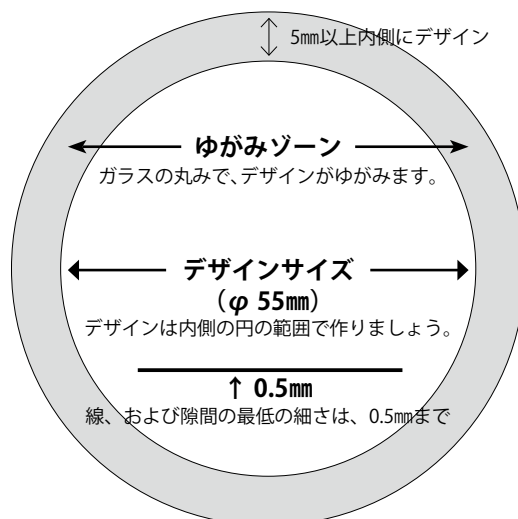 5mm以上内側にデザイン
ゆがみゾーン
ガラスの丸みで、デザインがゆがみます。
デザインサイズ
（φ 55㎜）
デザインは内側の円の範囲で作りましょう。
↑ 0.5㎜
線、および隙間の最低の細さは、0.5㎜まで